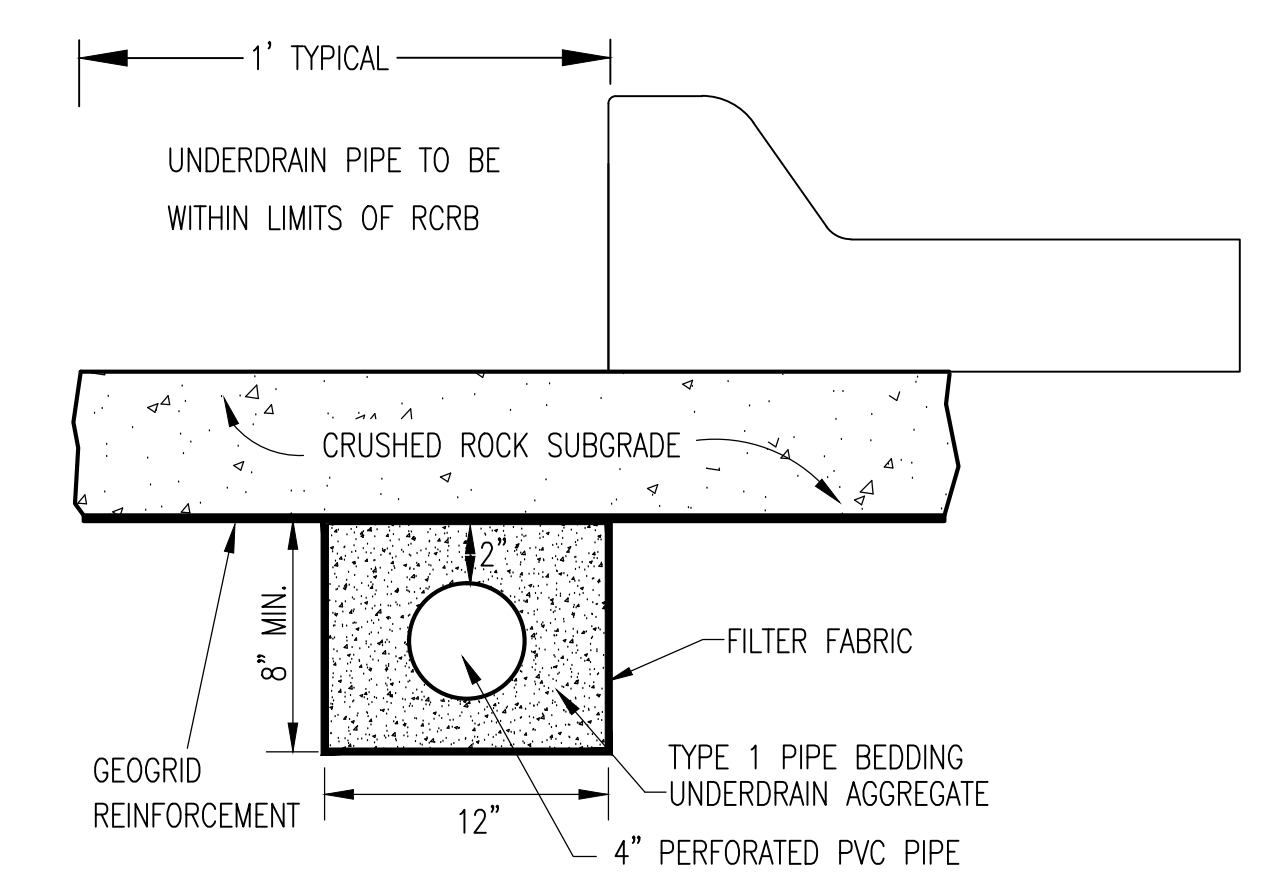 1' TYPICAL
UNDERDRAIN PIPE TO BE
WITHIN LIMITS OF RCRB
CRUSHED ROCK SUBGRADE
2"
8" MIN.
FILTER FABRIC
GEOGRID
REINFORCEMENT
TYPE 1 PIPE BEDDING
UNDERDRAIN AGGREGATE
12"
4" PERFORATED PVC PIPE